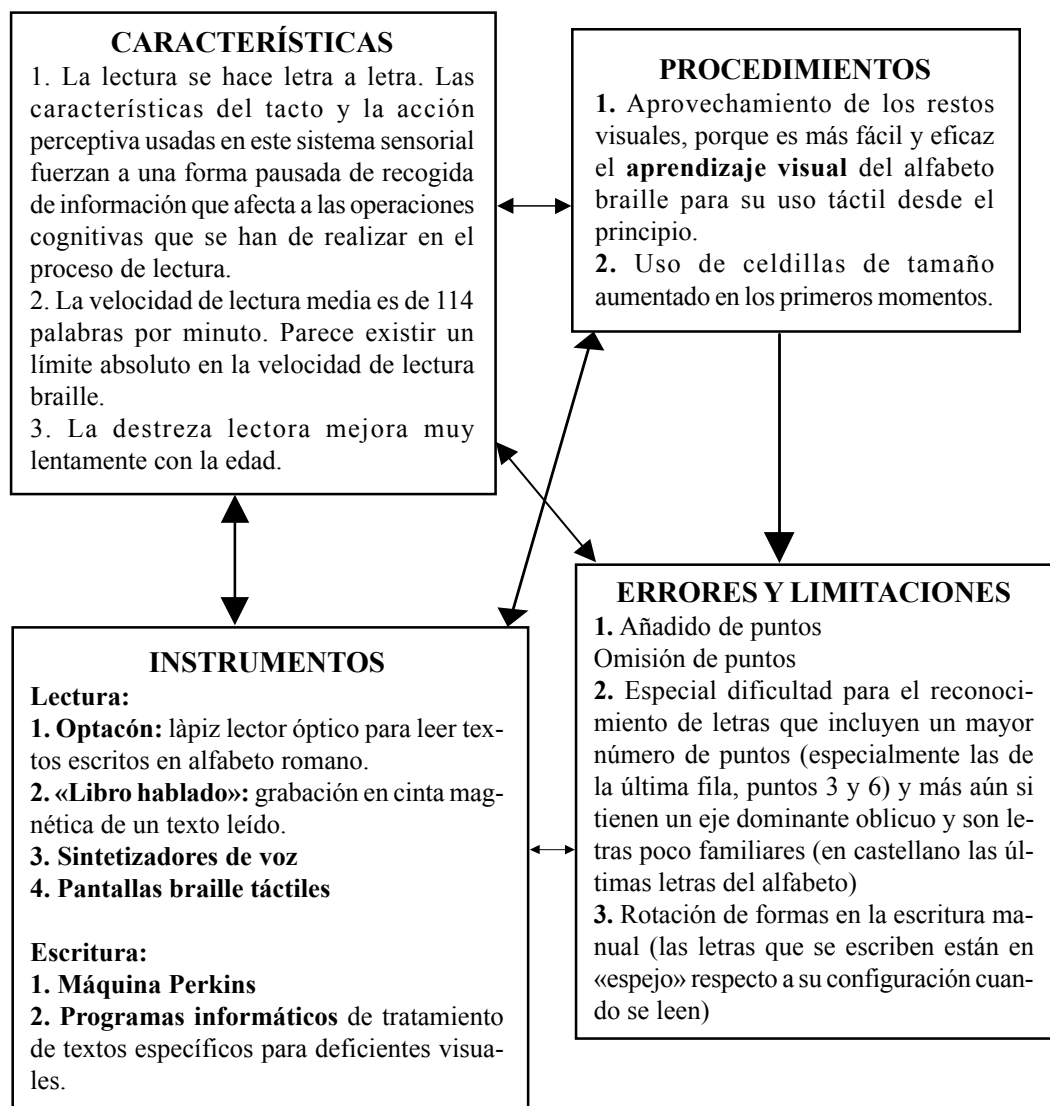 CARACTERÍSTICAS
1. La lectura se hace letra a letra. Las
características del tacto y la acción
perceptiva usadas en este sistema sensorial
fuerzan a una forma pausada de recogida
de información que afecta a las operaciones
cognitivas que se han de realizar en el
proceso de lectura.
2. La velocidad de lectura media es de 114
palabras por minuto. Parece existir un
límite absoluto en la velocidad de lectura
braille.
3. La destreza lectora mejora muy
lentamente con la edad.
PROCEDIMIENTOS
1. Aprovechamiento de los restos
visuales, porque es más fácil y eficaz
el aprendizaje visual del alfabeto
braille para su uso táctil desde el
principio.
2. Uso de celdillas de tamaño
aumentado en los primeros momentos.
INSTRUMENTOS
Lectura:
1. Optacón: làpiz lector óptico para leer tex-
tos escritos en alfabeto romano.
2. «Libro hablado»: grabación en cinta mag-
nética de un texto leído.
3. Sintetizadores de voz
4. Pantallas braille táctiles
Escritura:
1. Máquina Perkins
2. Programas informáticos de tratamiento
de textos específicos para deficientes visua-
les.
ERRORES Y LIMITACIONES
1. Añadido de puntos
Omisión de puntos
2. Especial dificultad para el reconoci-
miento de letras que incluyen un mayor
número de puntos (especialmente las de
la última fila, puntos 3 y 6) y más aún si
tienen un eje dominante oblicuo y son le-
tras poco familiares (en castellano las úl-
timas letras del alfabeto)
3. Rotación de formas en la escritura ma-
nual (las letras que se escriben están en
«espejo» respecto a su configuración cuan-
do se leen)